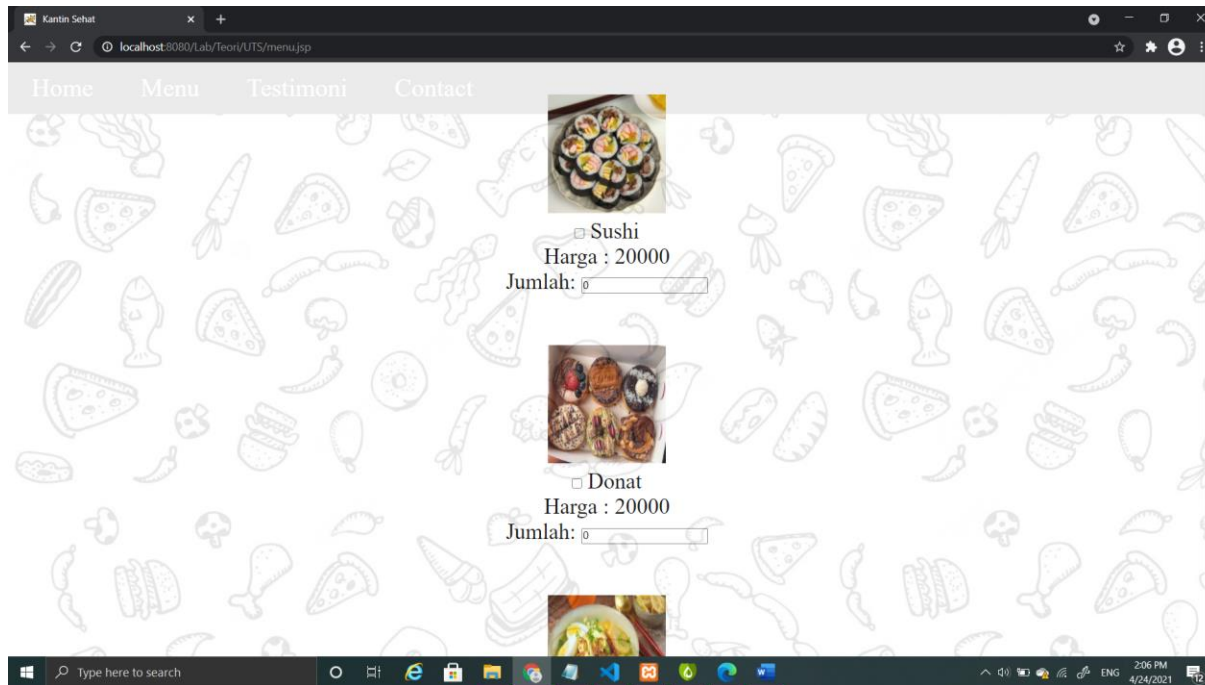 Kantin Sehat
localhost:8080/Lab/Teori/UTS/menu.jsp
Home Menu Testimoni Contact
Sushi
Harga : 20000
Jumlah: 0
Donat
Harga : 20000
Jumlah: 0
Type here to search
ENG
2:06 PM
4/24/2021
12